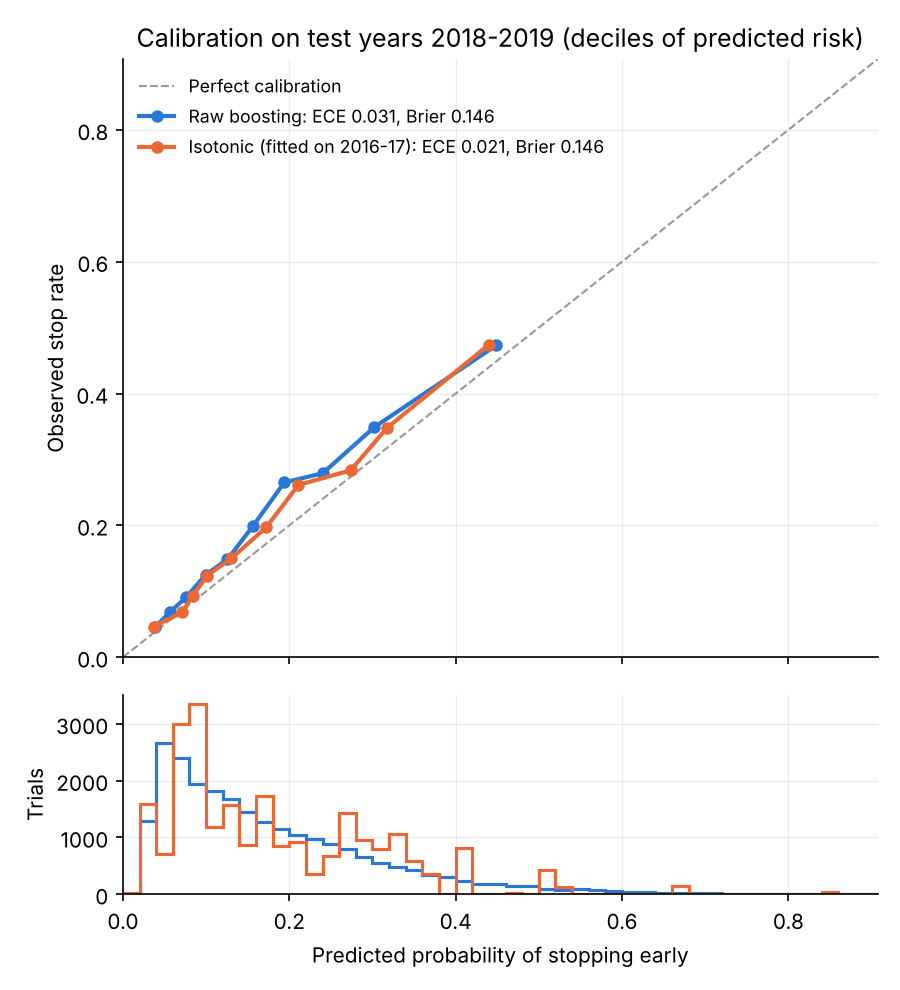 Calibration on test years 2018-2019 (deciles of predicted risk)
Perfect calibration
Raw boosting: ECE 0.031, Brier 0.146
Isotonic (fitted on 2016-17): ECE 0.021, Brier 0.146
Observed stop rate
0.8
0.6
0.4
0.2
0.0
Trials
3000
2000
1000
0
0.0 0.2 0.4 0.6 0.8
Predicted probability of stopping early